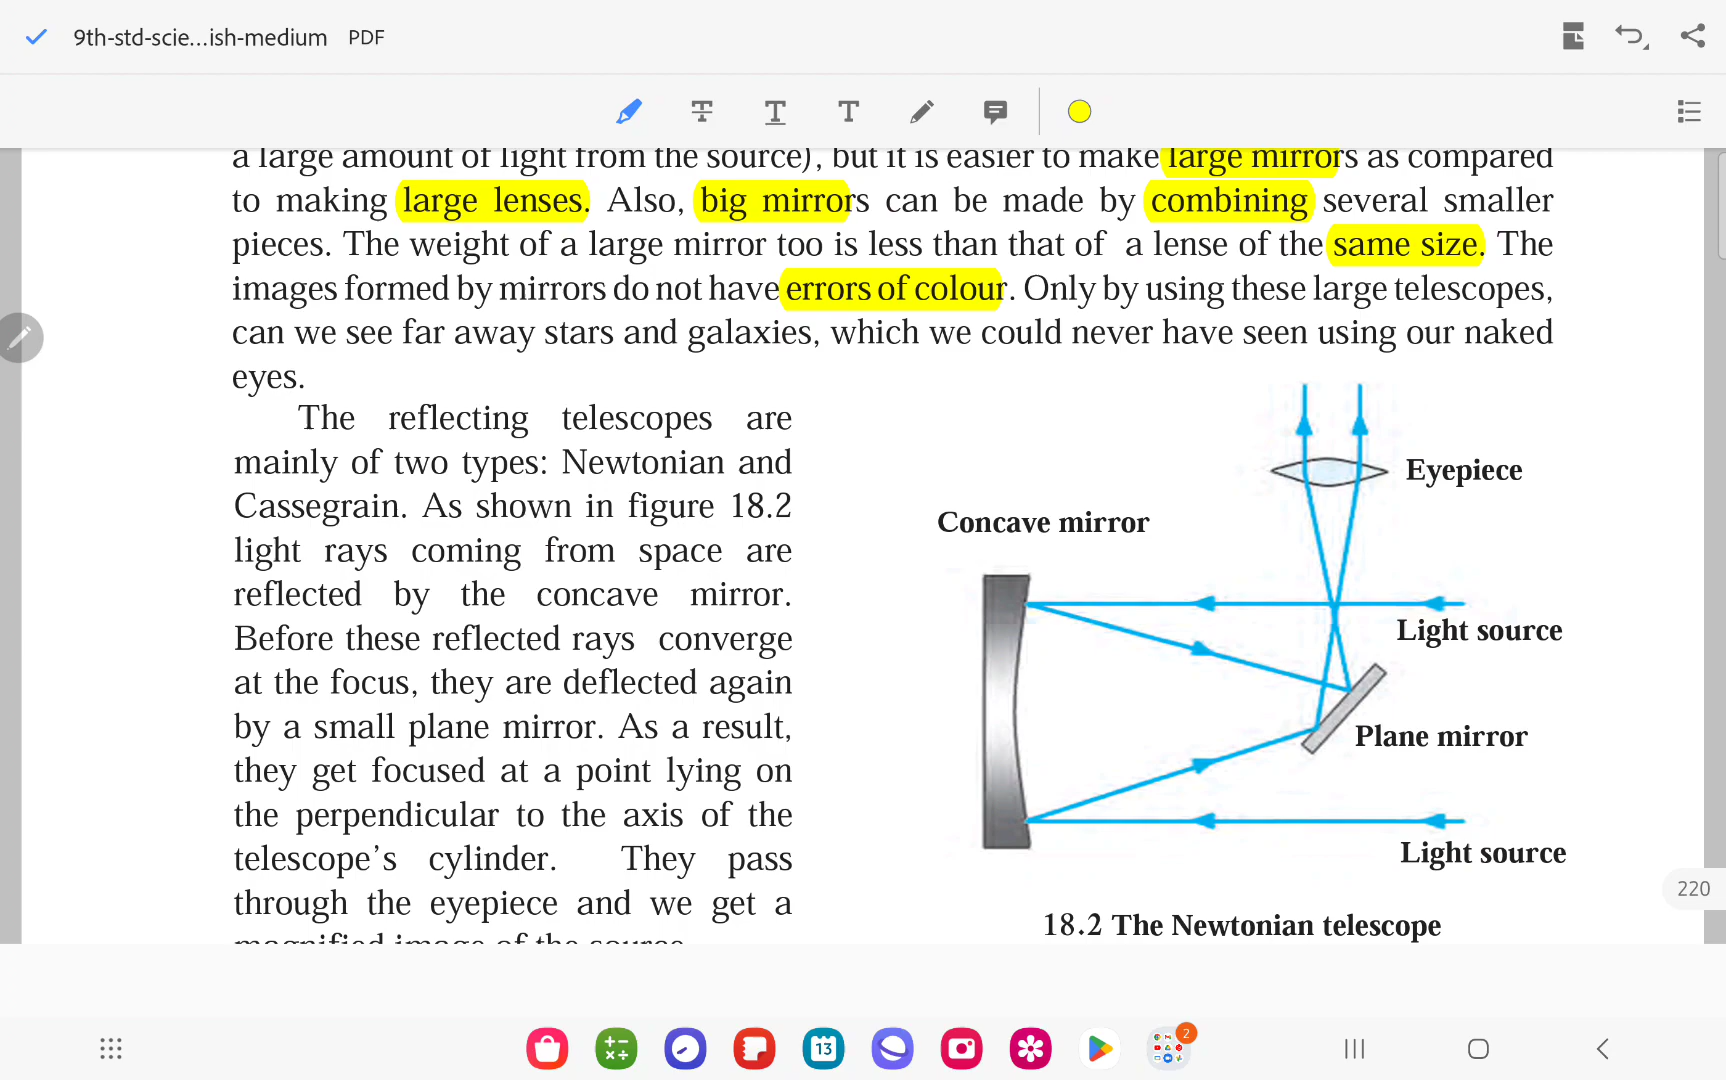 9th-std-scie...ish-medium PDF
a large amount of light from the source), but it is easier to make large mirrors as compared
to making large lenses. Also, big mirrors can be made by combining several smaller
pieces. The weight of a large mirror too is less than that of a lense of the same size. The
images formed by mirrors do not have errors of colour. Only by using these large telescopes,
can we see far away stars and galaxies, which we could never have seen using our naked
eyes.
The reflecting telescopes are
mainly of two types: Newtonian and
Cassegrain. As shown in figure 18.2
light rays coming from space are
reflected by the concave mirror.
Before these reflected rays converge
at the focus, they are deflected again
by a small plane mirror. As a result,
they get focused at a point lying on
the perpendicular to the axis of the
telescope's cylinder. They pass
through the eyepiece and we get a
magnified image of the source.
Eyepiece
Concave mirror
Light source
Plane mirror
Light source
220
18.2 The Newtonian telescope
13
2